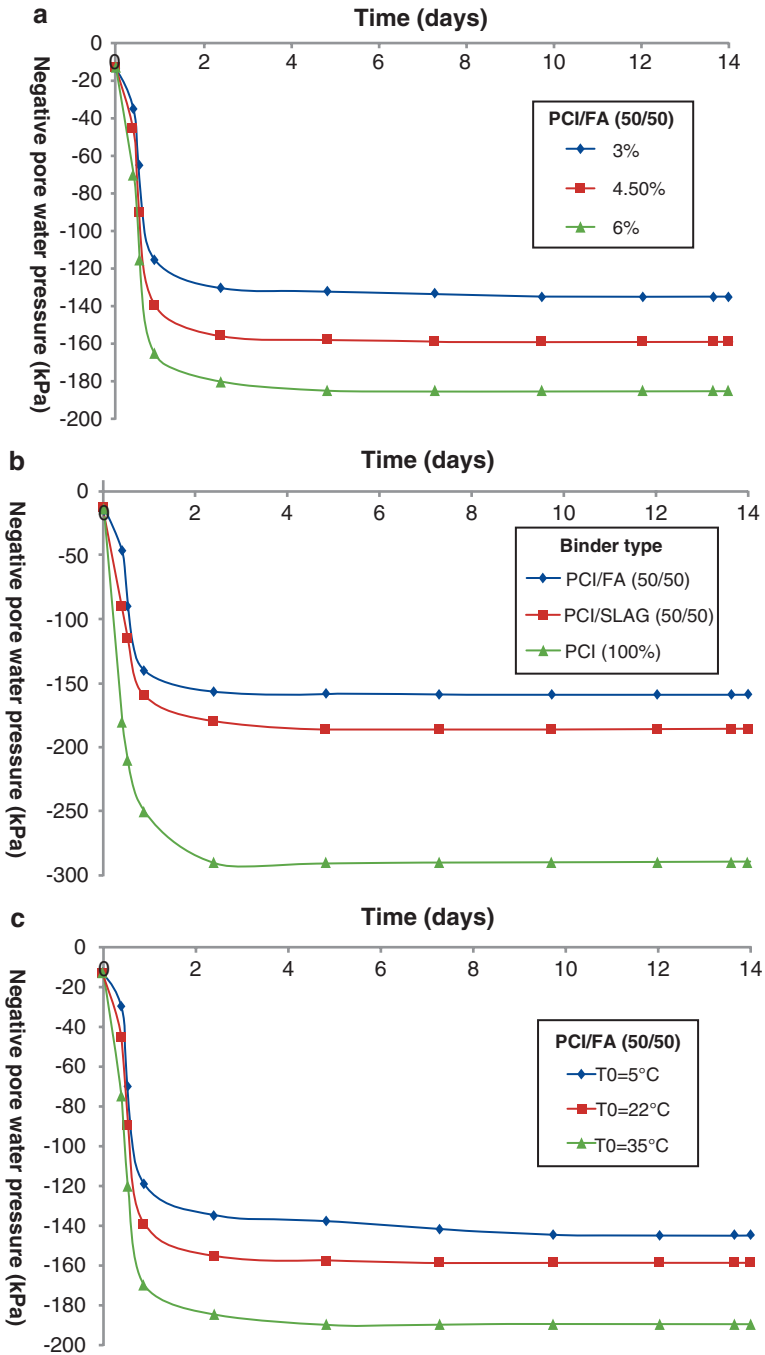 a
Time (days)
Negative pore water pressure (kPa)
0
-20
-40
-60
-80
-100
-120
-140
-160
-180
-200
0 2 4 6 8 10 12 14
PCI/FA (50/50)
3%
4.50%
6%
b
Time (days)
Negative pore water pressure (kPa)
0
-50
-100
-150
-200
-250
-300
0 2 4 6 8 10 12 14
Binder type
PCI/FA (50/50)
PCI/SLAG (50/50)
PCI (100%)
c
Time (days)
Negative pore water pressure (kPa)
0
-20
-40
-60
-80
-100
-120
-140
-160
-180
-200
0 2 4 6 8 10 12 14
PCI/FA (50/50)
T0=5°C
T0=22°C
T0=35°C